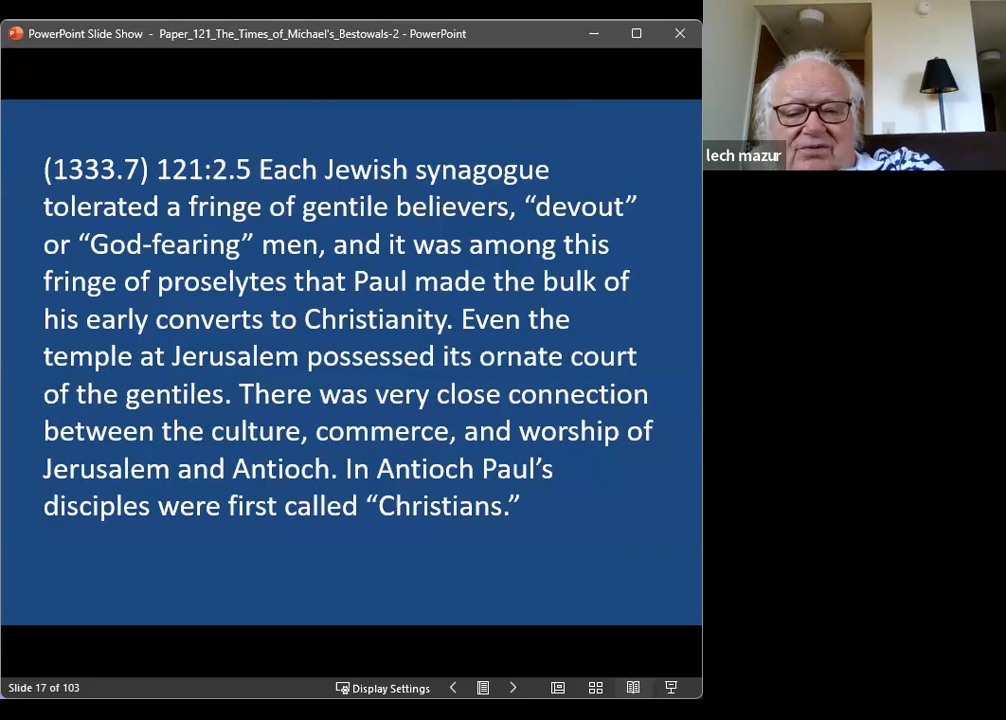 PowerPoint Slide Show - Paper_121_The_Times_of_Michael's_Bestowals-2 - PowerPoint
lech mazur
(1333.7) 121:2.5 Each Jewish synagogue
tolerated a fringe of gentile believers, “devout”
or “God-fearing” men, and it was among this
fringe of proselytes that Paul made the bulk of
his early converts to Christianity. Even the
temple at Jerusalem possessed its ornate court
of the gentiles. There was very close connection
between the culture, commerce, and worship of
Jerusalem and Antioch. In Antioch Paul’s
disciples were first called “Christians.”
Slide 17 of 103
Display Settings